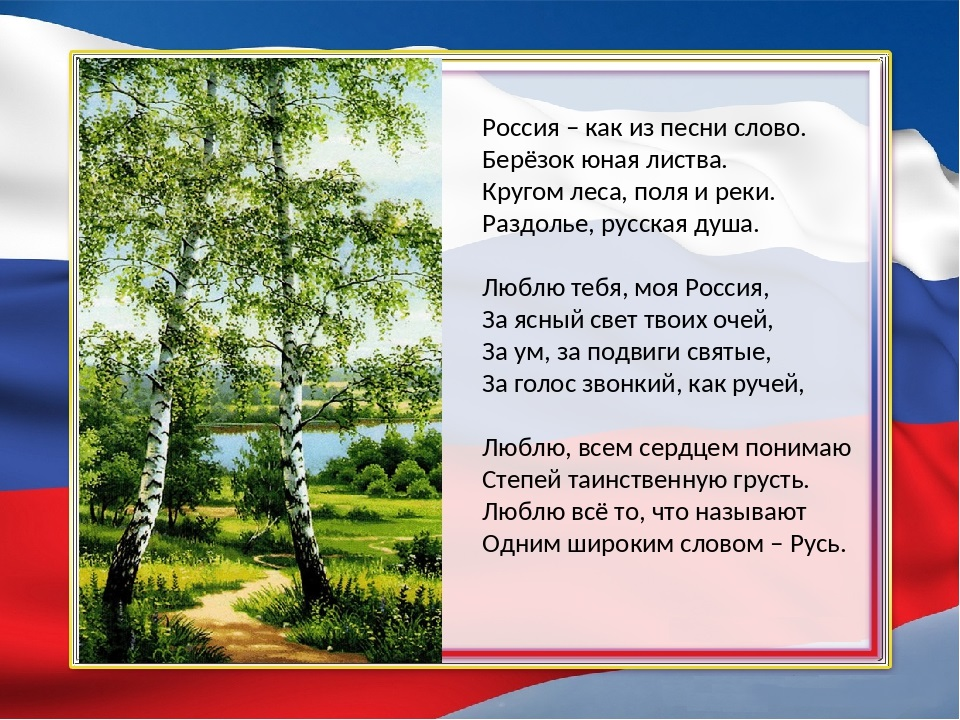 Россия – как из песни слово.
Берёзок юная листва.
Кругом леса, поля и реки.
Раздолье, русская душа.
Люблю тебя, моя Россия,
За ясный свет твоих очей,
За ум, за подвиги святые,
За голос звонкий, как ручей,
Люблю, всем сердцем понимаю
Степей таинственную грусть.
Люблю всё то, что называют
Одним широким словом – Русь.